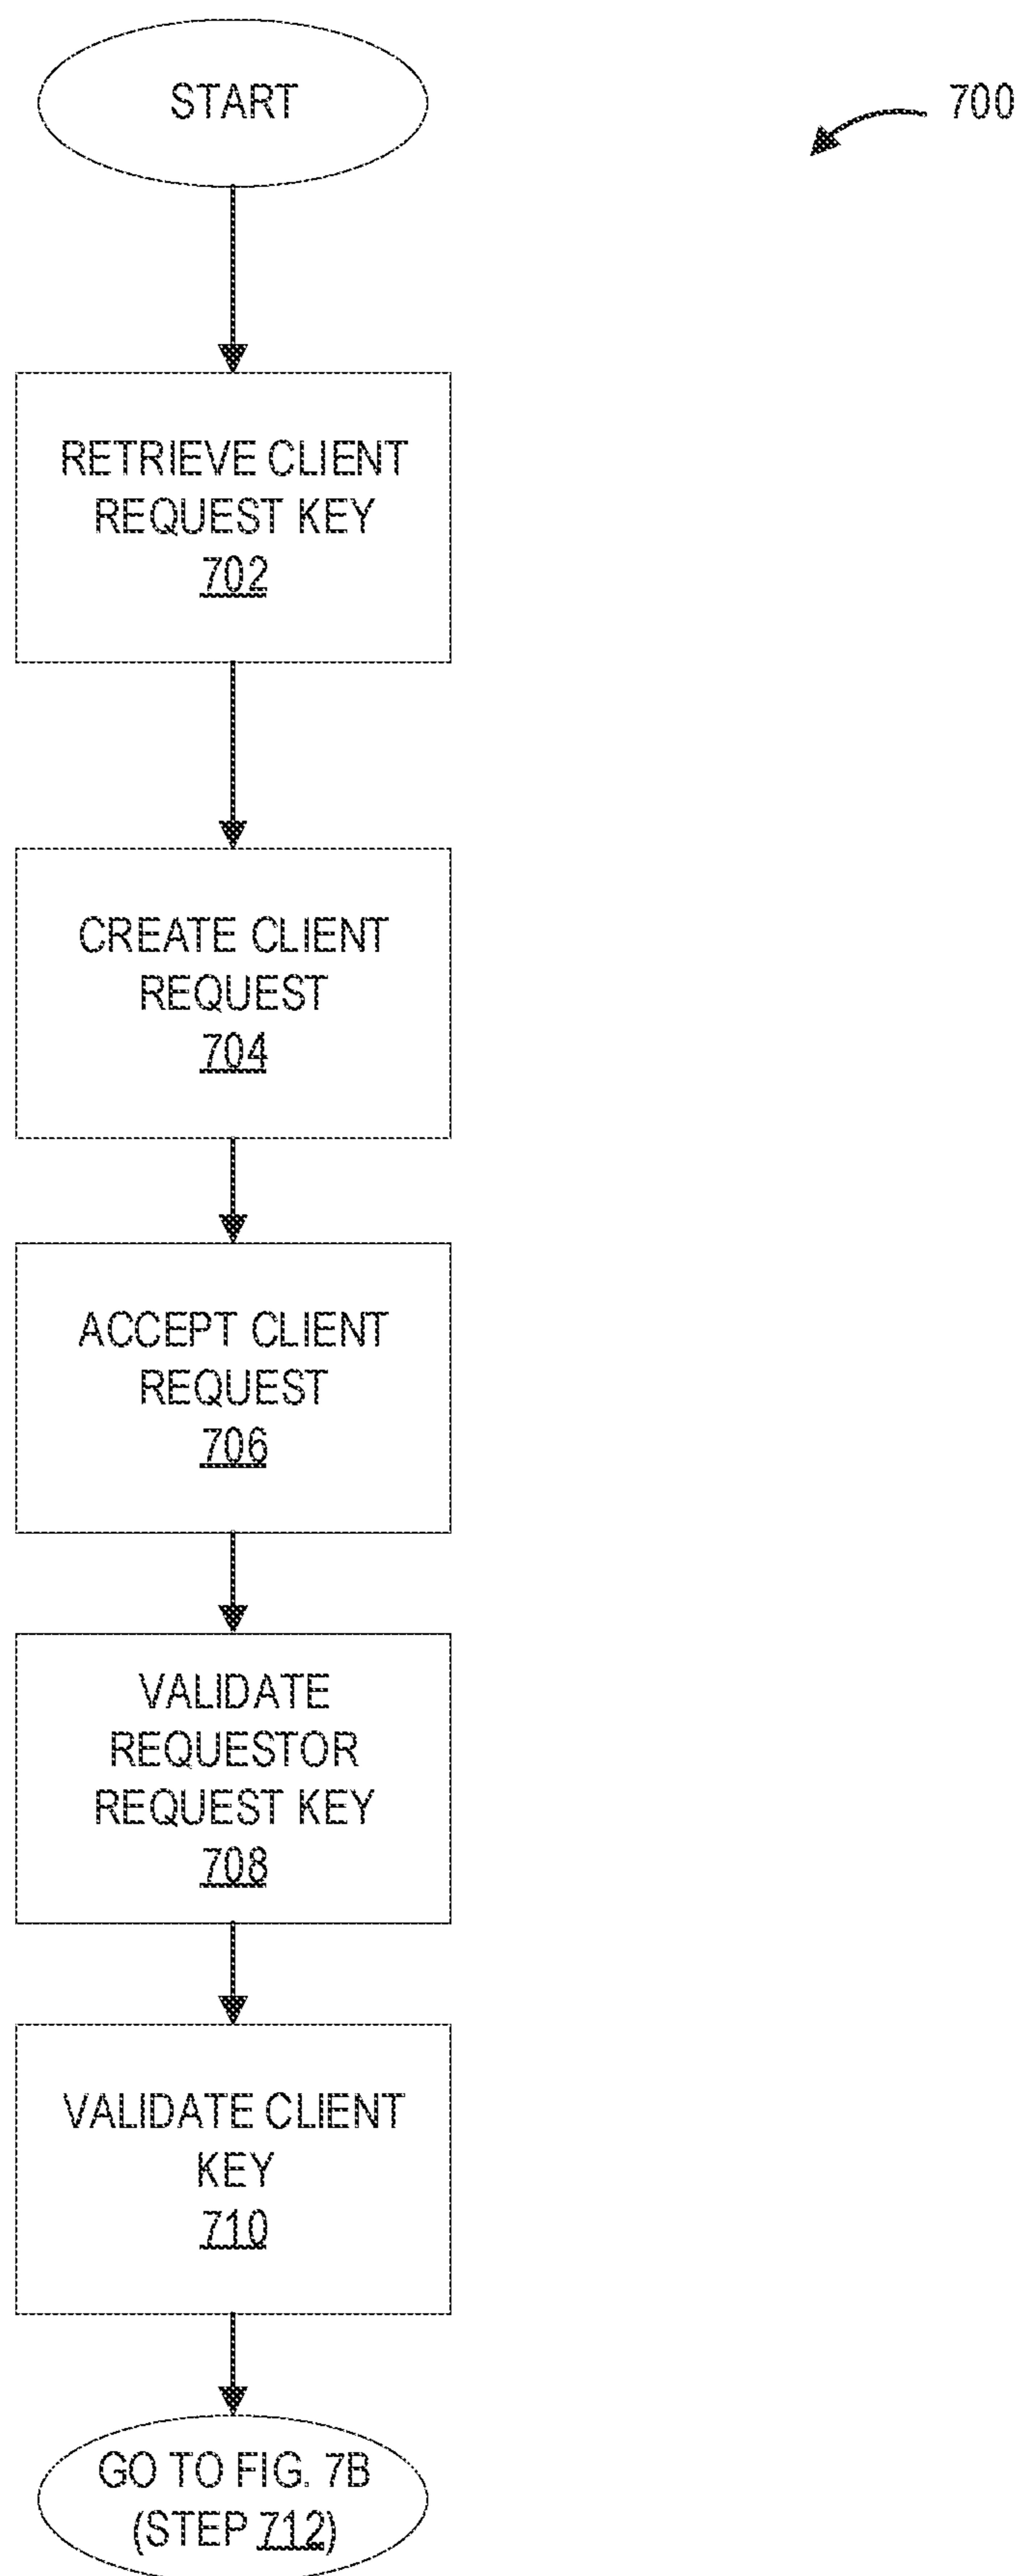 START
700
RETRIEVE CLIENT
REQUEST KEY
702
CREATE CLIENT
REQUEST
704
ACCEPT CLIENT
REQUEST
706
VALIDATE
REQUESTOR
REQUEST KEY
708
VALIDATE CLIENT
KEY
710
GO TO FIG. 7B
(STEP 712)